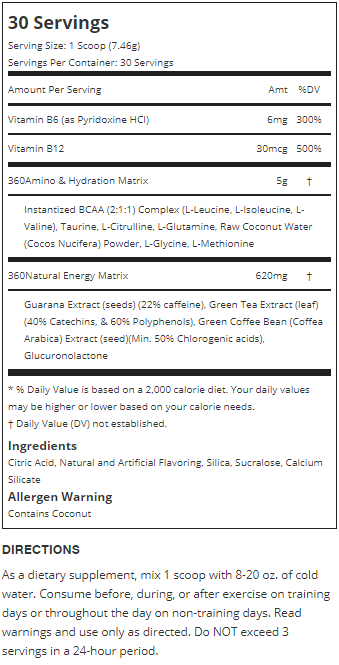 30 Servings
Serving Size: 1 Scoop (7.46g)
Servings Per Container: 30 Servings
Amount Per Serving Amt %DV
Vitamin B6 (as Pyridoxine HCl) 6mg 300%
Vitamin B12 30mcg 500%
360Amino & Hydration Matrix 5g †
Instantized BCAA (2:1:1) Complex (L-Leucine, L-Isoleucine, L-
Valine), Taurine, L-Citrulline, L-Glutamine, Raw Coconut Water
(Cocos Nucifera) Powder, L-Glycine, L-Methionine
360Natural Energy Matrix 620mg †
Guarana Extract (seeds) (22% caffeine), Green Tea Extract (leaf)
(40% Catechins, & 60% Polyphenols), Green Coffee Bean (Coffea
Arabica) Extract (seed)(Min. 50% Chlorogenic acids),
Glucuronolactone
* % Daily Value is based on a 2,000 calorie diet. Your daily values
may be higher or lower based on your calorie needs.
† Daily Value (DV) not established.
Ingredients
Citric Acid, Natural and Artificial Flavoring, Silica, Sucralose, Calcium
Silicate
Allergen Warning
Contains Coconut
DIRECTIONS
As a dietary supplement, mix 1 scoop with 8-20 oz. of cold
water. Consume before, during, or after exercise on training
days or throughout the day on non-training days. Read
warnings and use only as directed. Do NOT exceed 3
servings in a 24-hour period.